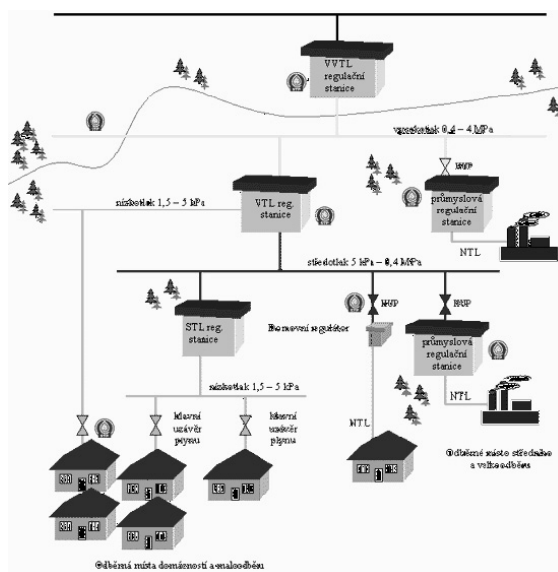 VVTL
regulační
stanice
vysokotlak 0,4 – 4 MPa
HUP
nízkotlak 1,5 – 5 kPa
VTL reg.
stanice
průmyslová
regulační
stanice
NTL
středotlak 5 kPa – 0,4 MPa
HUP
HUP
STL reg.
stanice
Domovní regulátor
průmyslová
regulační
stanice
nízkotlak 1,5 – 5 kPa
NTL
hlavní
uzávěr
plynu
hlavní
uzávěr
plynu
NTL
Odběrné místo středního
a velkoodběru
Odběrná místa domácností a maloodběru